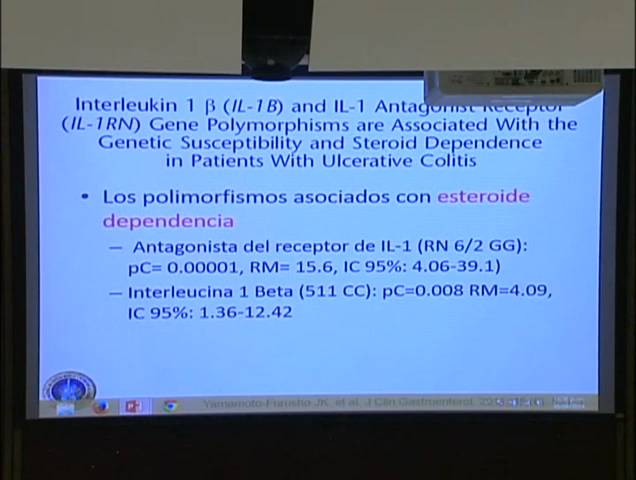 Interleukin 1 β (IL-1B) and IL-1 Antagonist Receptor
(IL-1RN) Gene Polymorphisms are Associated With the
Genetic Susceptibility and Steroid Dependence
in Patients With Ulcerative Colitis
• Los polimorfismos asociados con esteroide
dependencia
– Antagonista del receptor de IL-1 (RN 6/2 GG):
pC= 0.00001, RM= 15.6, IC 95%: 4.06-39.1)
– Interleucina 1 Beta (511 CC): pC=0.008 RM=4.09,
IC 95%: 1.36-12.42
Yamamoto-Furusho JK, et al. J Clin Gastroenterol.